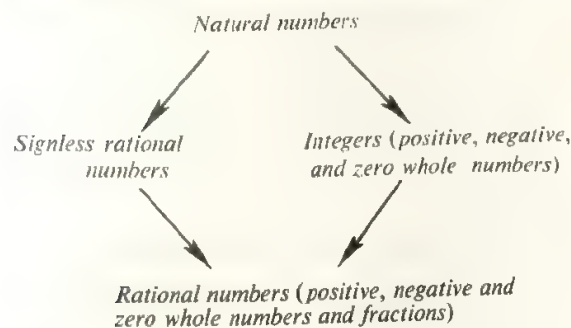 Natural numbers
Signless rational
numbers
Integers (positive, negative,
and zero whole numbers)
Rational numbers (positive, negative and
zero whole numbers and fractions)